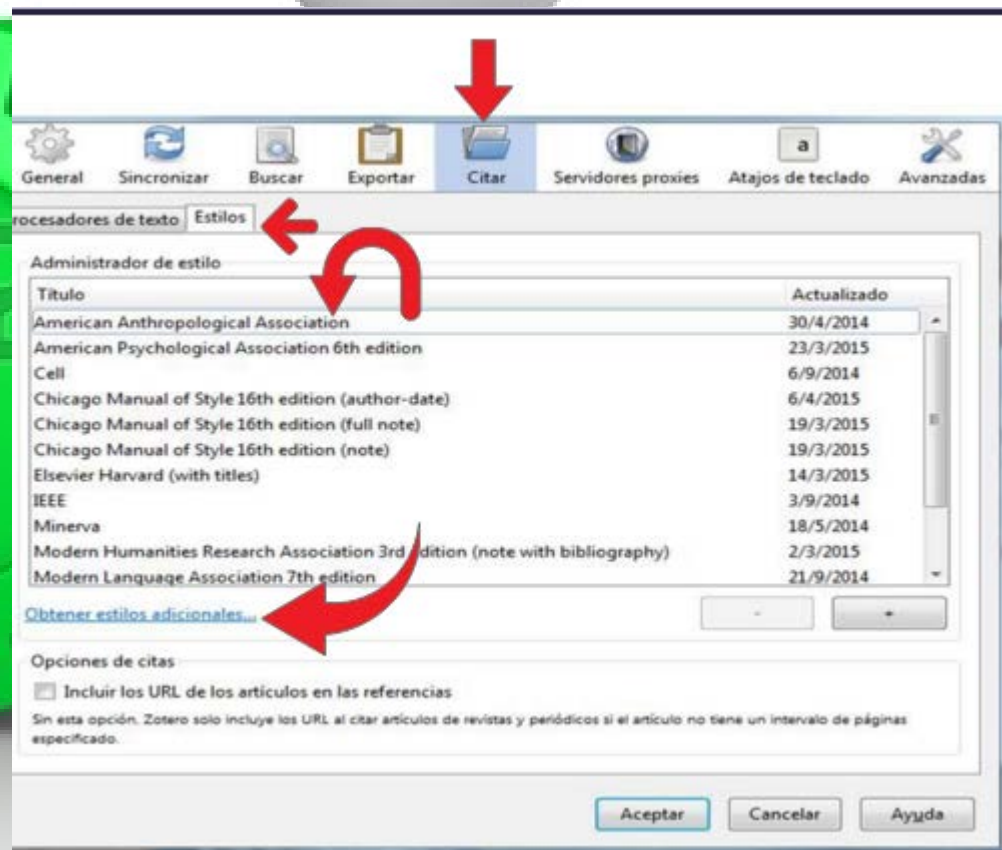 General Sincronizar Buscar Exportar Citar Servidores proxies a Atajos de teclado Avanzadas
rocesadores de texto Estilos
Administrador de estilo
Título Actualizado
American Anthropological Association 30/4/2014
American Psychological Association 6th edition 23/3/2015
Cell 6/9/2014
Chicago Manual of Style 16th edition (author-date) 6/4/2015
Chicago Manual of Style 16th edition (full note) 19/3/2015
Chicago Manual of Style 16th edition (note) 19/3/2015
Elsevier Harvard (with titles) 14/3/2015
IEEE 3/9/2014
Minerva 18/5/2014
Modern Humanities Research Association 3rd dition (note with bibliography) 2/3/2015
Modern Language Association 7th edition 21/9/2014
Obtener estilos adicionales...
- +
Opciones de citas
Incluir los URL de los artículos en las referencias
Sin esta opción. Zotero solo incluye los URL al citar artículos de revistas y periódicos si el artículo no tiene un intervalo de páginas
especificado.
Aceptar Cancelar Ayuda